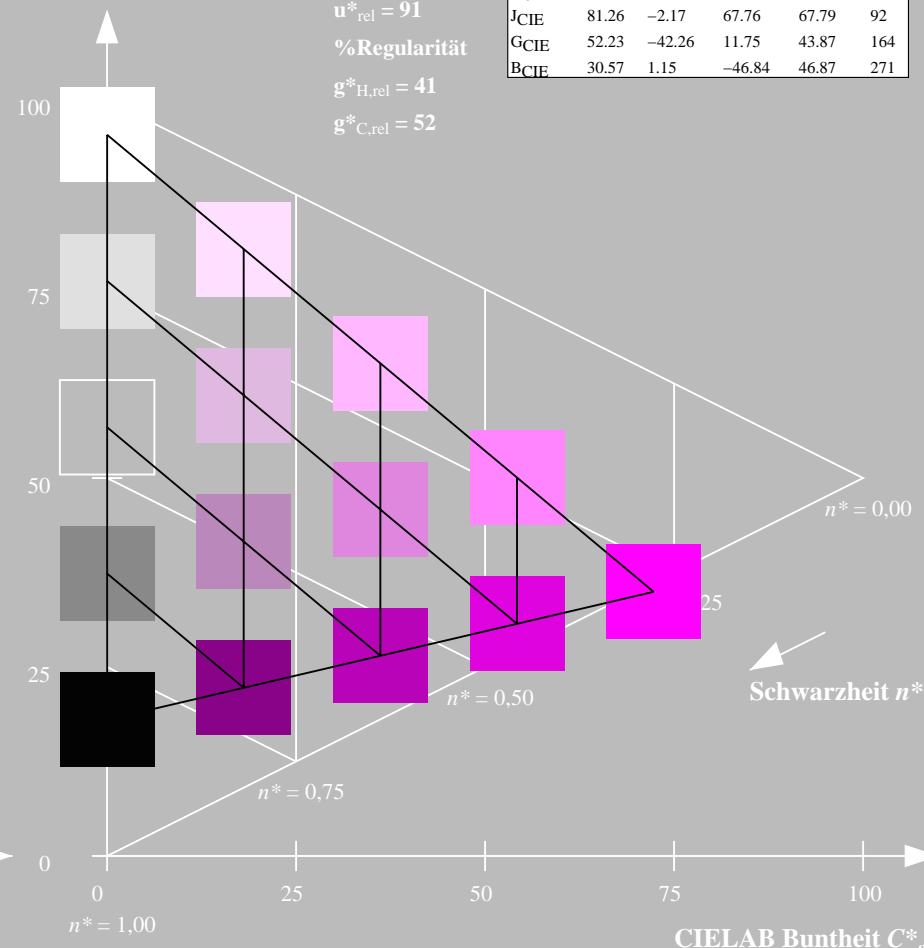 u*rel = 91
%Regularität
g*H,rel = 41
g*C,rel = 52
JCIE 81.26 −2.17 67.76 67.79 92
GCIE 52.23 −42.26 11.75 43.87 164
BCIE 30.57 1.15 −46.84 46.87 271
100
75
50
n* = 0,00
25
25
Schwarzheit n*
n* = 0,50
n* = 0,75
0
0 25 50 75 100
n* = 1,00
CIELAB Buntheit C*